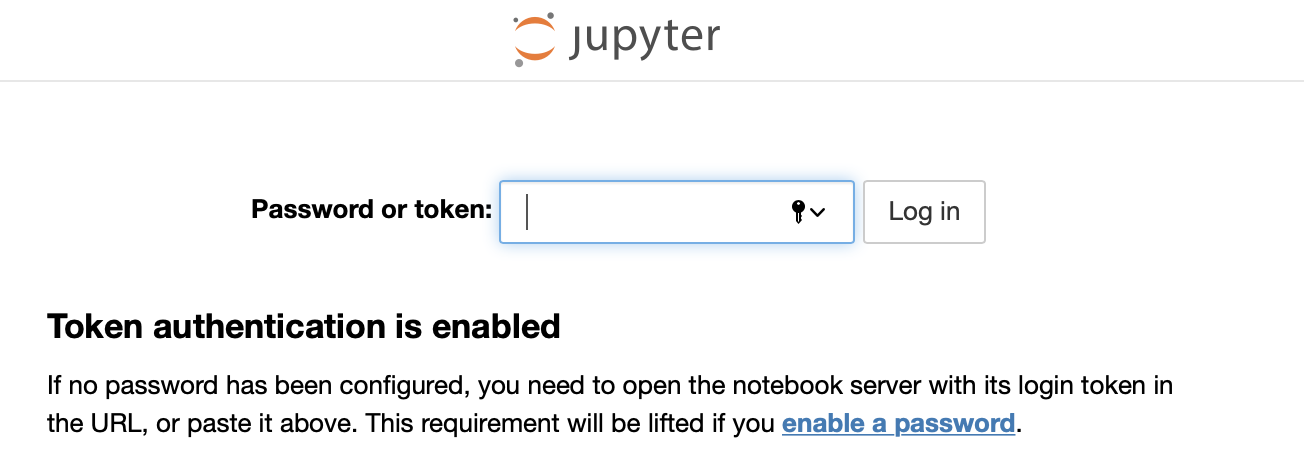 jupyter
Password or token:
Log in
Token authentication is enabled
If no password has been configured, you need to open the notebook server with its login token in
the URL, or paste it above. This requirement will be lifted if you enable a password.